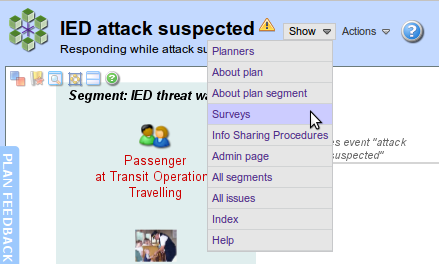 IED attack suspected
Show
Actions
Responding while attack su
Planners
About plan
About plan segment
Surveys
Info Sharing Procedures
Admin page
All segments
All issues
Index
Help
Segment: IED threat wa
Passenger
at Transit Operation
Travelling
es event "attack
suspected"
PLAN FEEDBACK